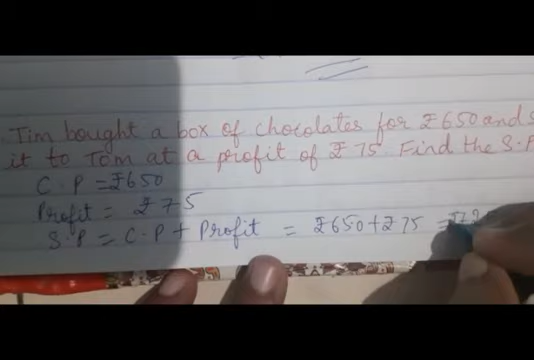 Tim bought a box of chocolates for ₹650 and
it to Tom at a profit of ₹75. Find the S.P
C.P = ₹650
Profit = ₹75
S.P = C.P + Profit = ₹650 + ₹75 =